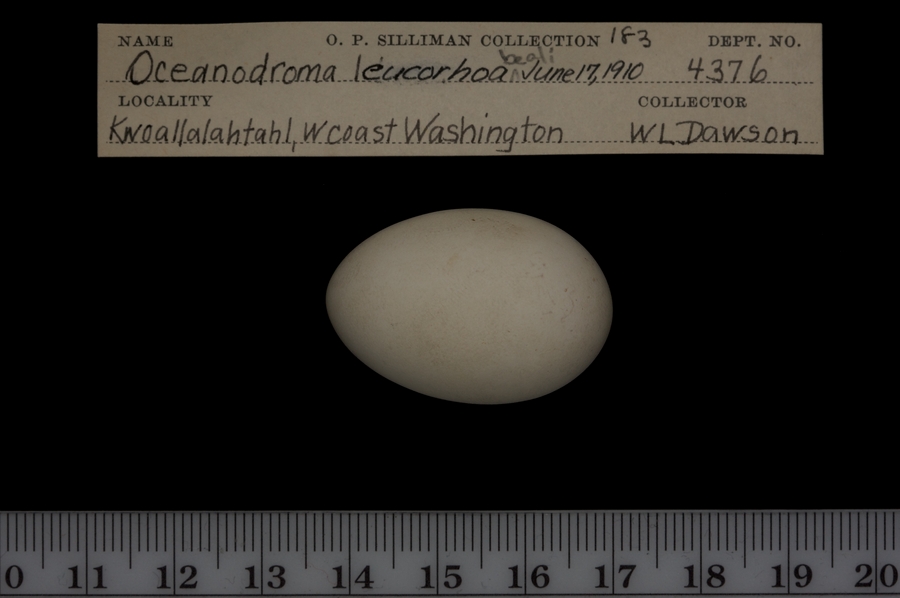 NAME O. P. SILLIMAN COLLECTION 183 DEPT. NO.
beali
Oceanodroma leucorhoa ^ June 17, 1910 4376
LOCALITY COLLECTOR
Kwoallalahtahl, W coast Washington W L Dawson
0 11 12 13 14 15 16 17 18 19 20